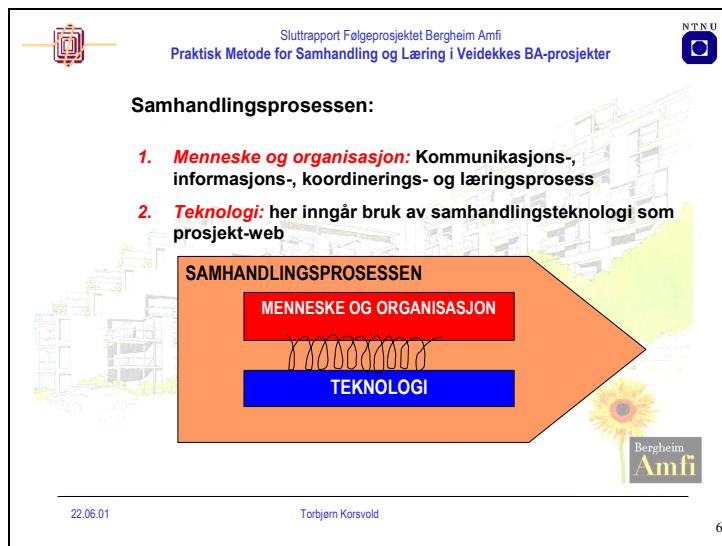 Sluttrapport Følgeprosjektet Bergheim Amfi
Praktisk Metode for Samhandling og Læring i Veidekkes BA-prosjekter
NTNU
Samhandlingsprosessen:
1. Menneske og organisasjon: Kommunikasjons-,
informasjons-, koordinerings- og læringsprosess
2. Teknologi: her inngår bruk av samhandlingsteknologi som
prosjekt-web
SAMHANDLINGSPROSESSEN
MENNESKE OG ORGANISASJON
TEKNOLOGI
Bergheim
Amfi
22.06.01
Torbjørn Korsvold
6